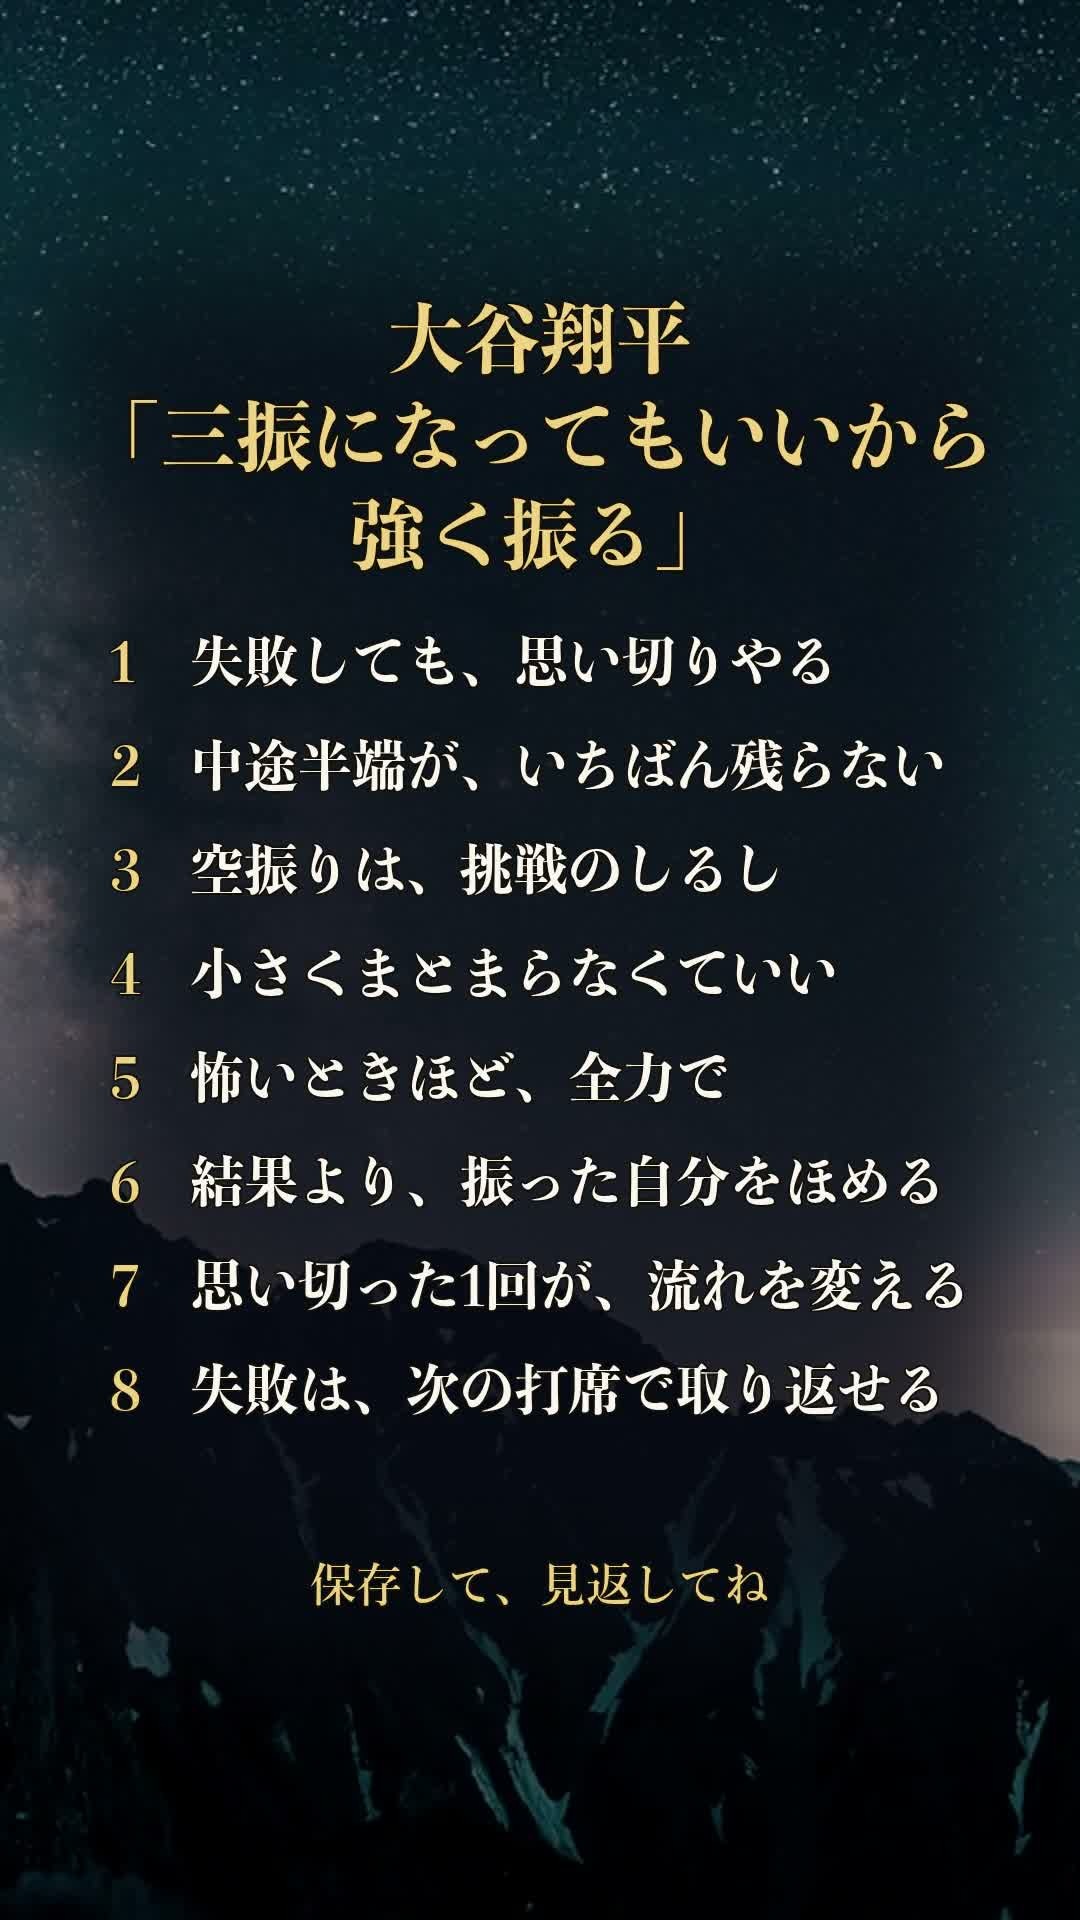 大谷翔平
「三振になってもいいから
強く振る」
1 失敗しても、思い切りやる
2 中途半端が、いちばん残らない
3 空振りは、挑戦のしるし
4 小さくまとまらなくていい
5 怖いときほど、全力で
6 結果より、振った自分をほめる
7 思い切った1回が、流れを変える
8 失敗は、次の打席で取り返せる
保存して、見返してね